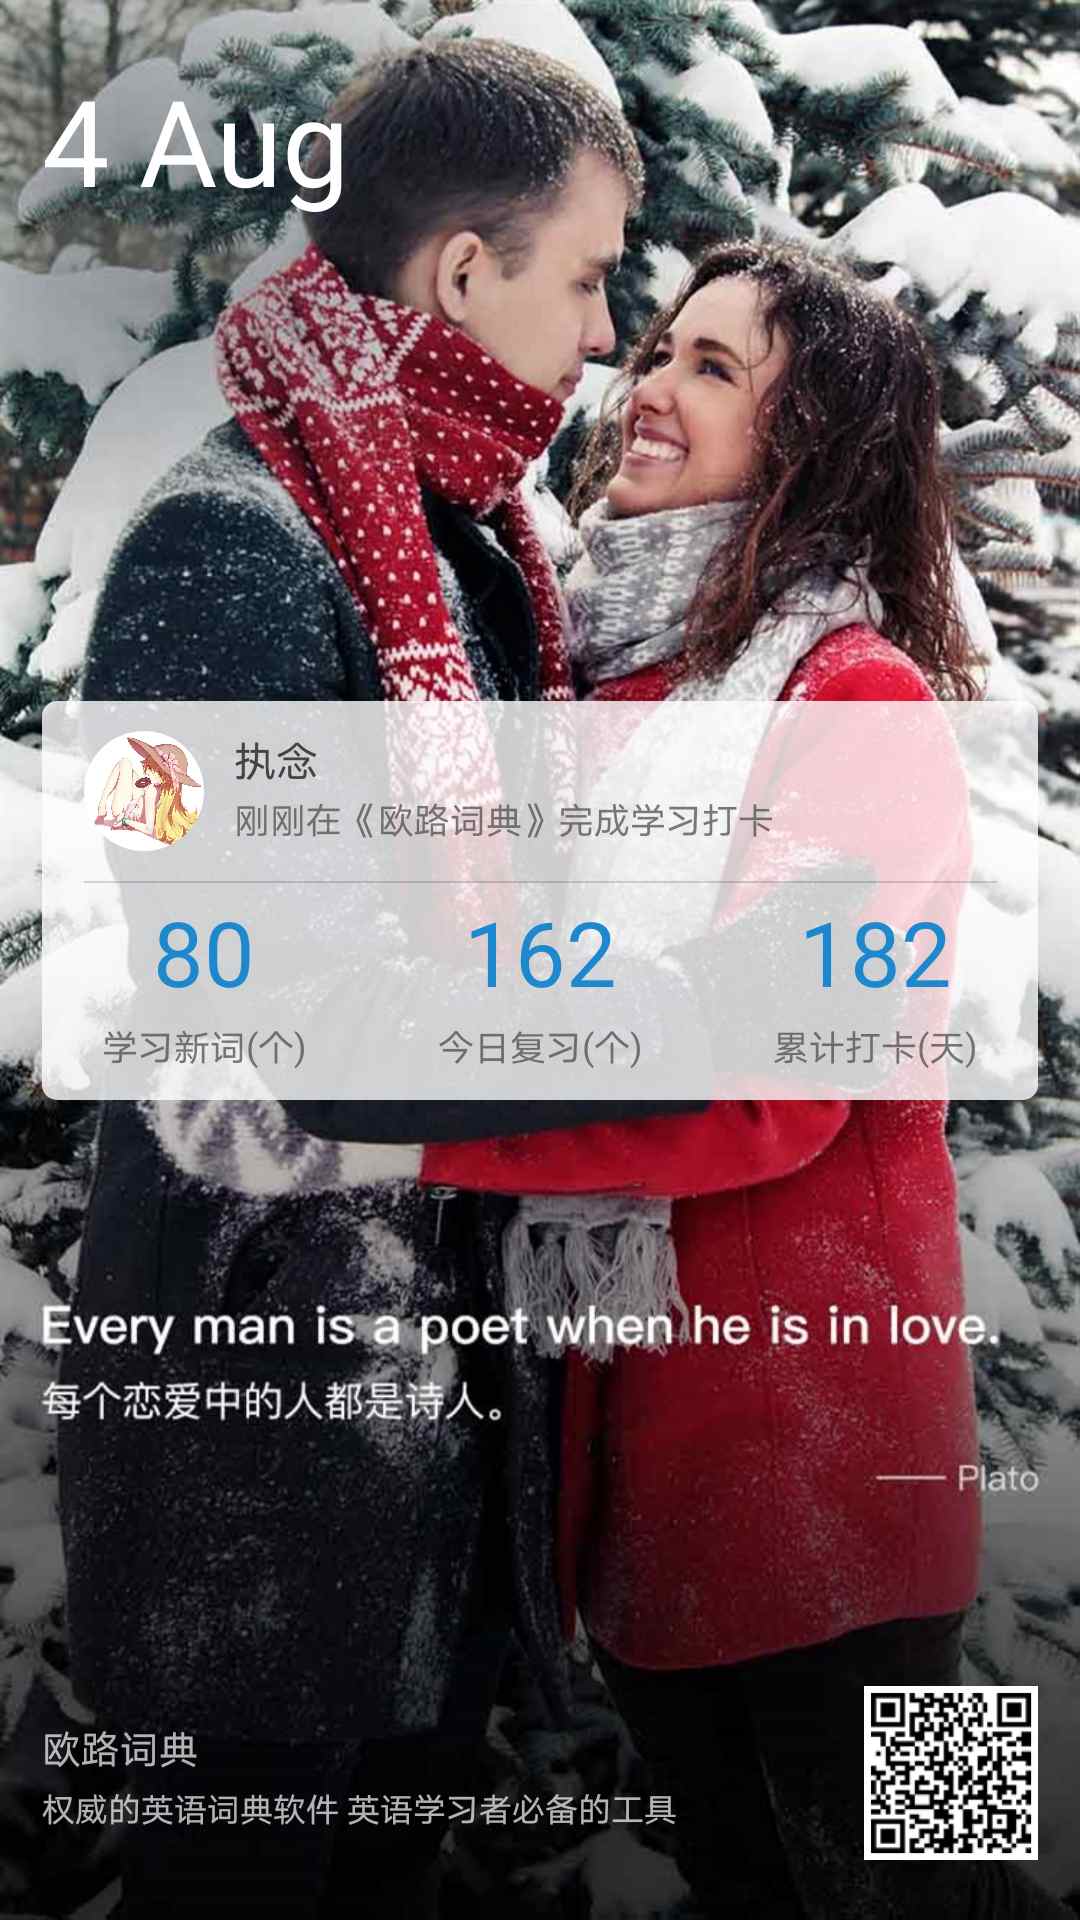 4 Aug
执念
刚刚在《欧路词典》完成学习打卡
80 162 182
学习新词(个) 今日复习(个) 累计打卡(天)
Every man is a poet when he is in love.
每个恋爱中的人都是诗人。
—— Plato
欧路词典
权威的英语词典软件 英语学习者必备的工具